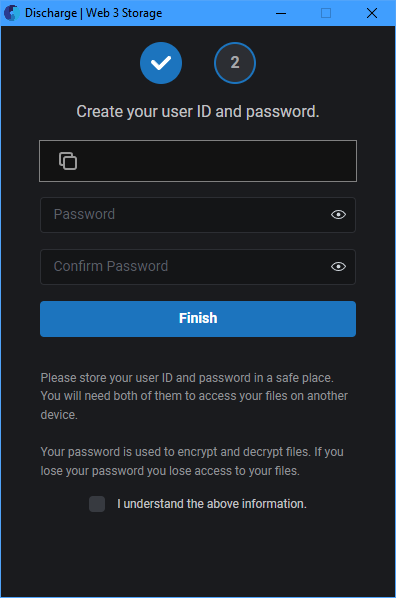 Discharge | Web 3 Storage
2
Create your user ID and password.
Password
Confirm Password
Finish
Please store your user ID and password in a safe place.
You will need both of them to access your files on another
device.
Your password is used to encrypt and decrypt files. If you
lose your password you lose access to your files.
I understand the above information.